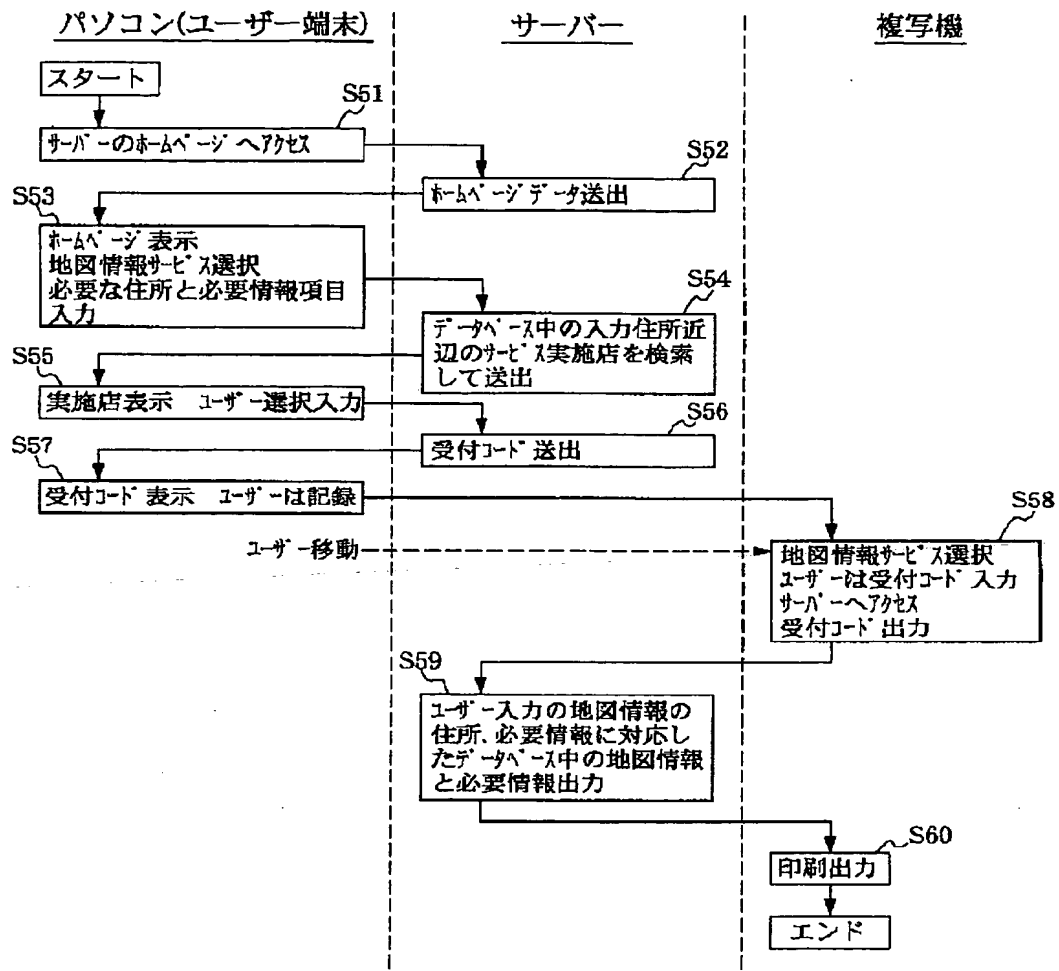 パソコン(ユーザー端末)
サーバー
複写機
スタート
S51
サーバーのホームページへアクセス
S52
ホームページデータ送出
S53
ホームページ表示
地図情報サービス選択
必要な住所と必要情報項目
入力
S54
データベース中の入力住所近
辺のサービス実施店を検索
して送出
S55
実施店表示 ユーザー選択入力
S56
受付コード送出
S57
受付コード表示 ユーザーは記録
ユーザー移動
S58
地図情報サービス選択
ユーザーは受付コード入力
サーバーへアクセス
受付コード出力
S59
ユーザー入力の地図情報の
住所、必要情報に対応し
たデータベース中の地図情報
と必要情報出力
S60
印刷出力
エンド